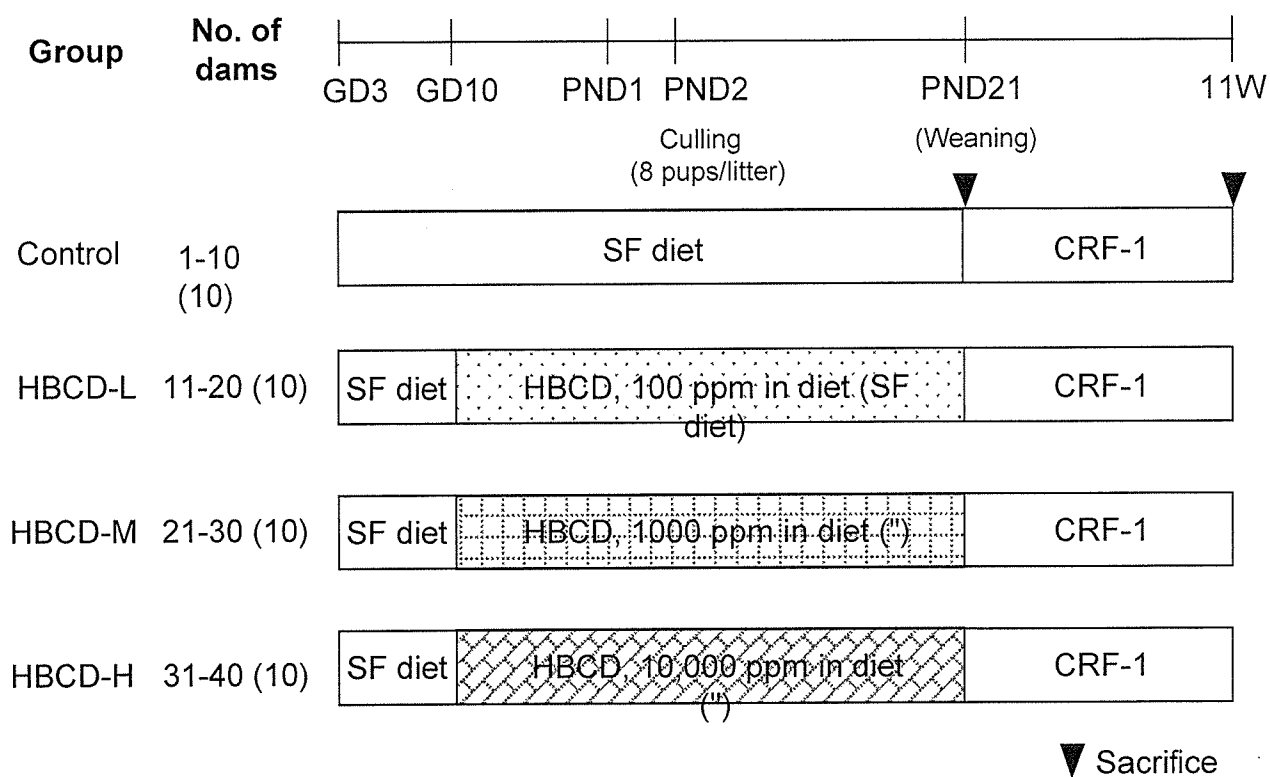 Group
No. of
dams
GD3 GD10 PND1 PND2 PND21 11W
Culling
(8 pups/litter)
(Weaning)
Control 1-10
(10)
SF diet CRF-1
HBCD-L 11-20 (10) SF diet HBCD, 100 ppm in diet (SF
diet)
CRF-1
HBCD-M 21-30 (10) SF diet HBCD, 1000 ppm in diet (") CRF-1
HBCD-H 31-40 (10) SF diet HBCD, 10,000 ppm in diet
(")
CRF-1
Sacrifice